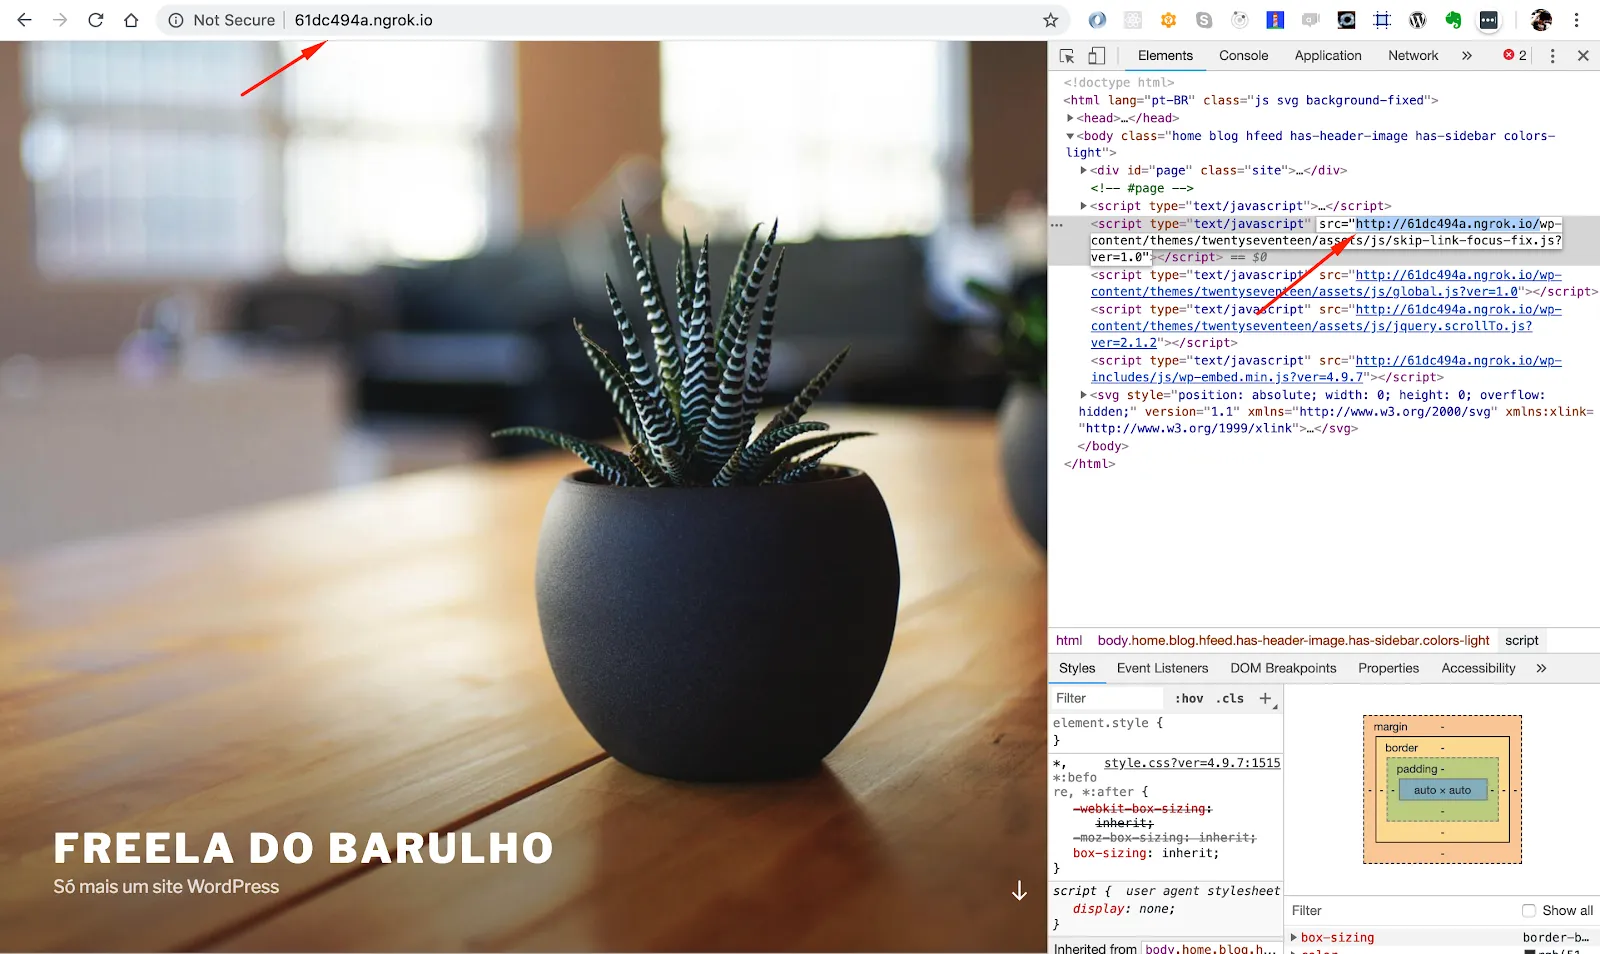 Not Secure | 61dc494a.ngrok.io
Elements Console Application Network » 2
<!doctype html>
<html lang="pt-BR" class="js svg background-fixed">
<head>…</head>
<body class="home blog hfeed has-header-image has-sidebar colors-
light">
<div id="page" class="site">…</div>
<!-- #page -->
<script type="text/javascript">…</script>
<script type="text/javascript" src="http://61dc494a.ngrok.io/wp-
content/themes/twentyseventeen/assets/js/skip-link-focus-fix.js?
ver=1.0"></script> == $0
<script type="text/javascript" src="http://61dc494a.ngrok.io/wp-
content/themes/twentyseventeen/assets/js/global.js?ver=1.0"></script>
<script type="text/javascript" src="http://61dc494a.ngrok.io/wp-
content/themes/twentyseventeen/assets/js/jquery.scrollTo.js?
ver=2.1.2"></script>
<script type="text/javascript" src="http://61dc494a.ngrok.io/wp-
includes/js/wp-embed.min.js?ver=4.9.7"></script>
<svg style="position: absolute; width: 0; height: 0; overflow:
hidden;" version="1.1" xmlns="http://www.w3.org/2000/svg" xmlns:xlink=
"http://www.w3.org/1999/xlink">…</svg>
</body>
</html>
FREELA DO BARULHO
Só mais um site WordPress
html body.home.blog.hfeed.has-header-image.has-sidebar.colors-light script
Styles Event Listeners DOM Breakpoints Properties Accessibility »
Filter :hov .cls +
element.style {
}
*, style.css?ver=4.9.7:1515
*:befo
re, *:after {
-webkit-box-sizing:
inherit;
-moz-box-sizing: inherit;
box-sizing: inherit;
}
script { user agent stylesheet
display: none;
}
Inherited from body.home.blog.h…
margin -
border -
padding -
- - - auto × auto - - -
-
-
-
Filter Show all
box-sizing border-b…